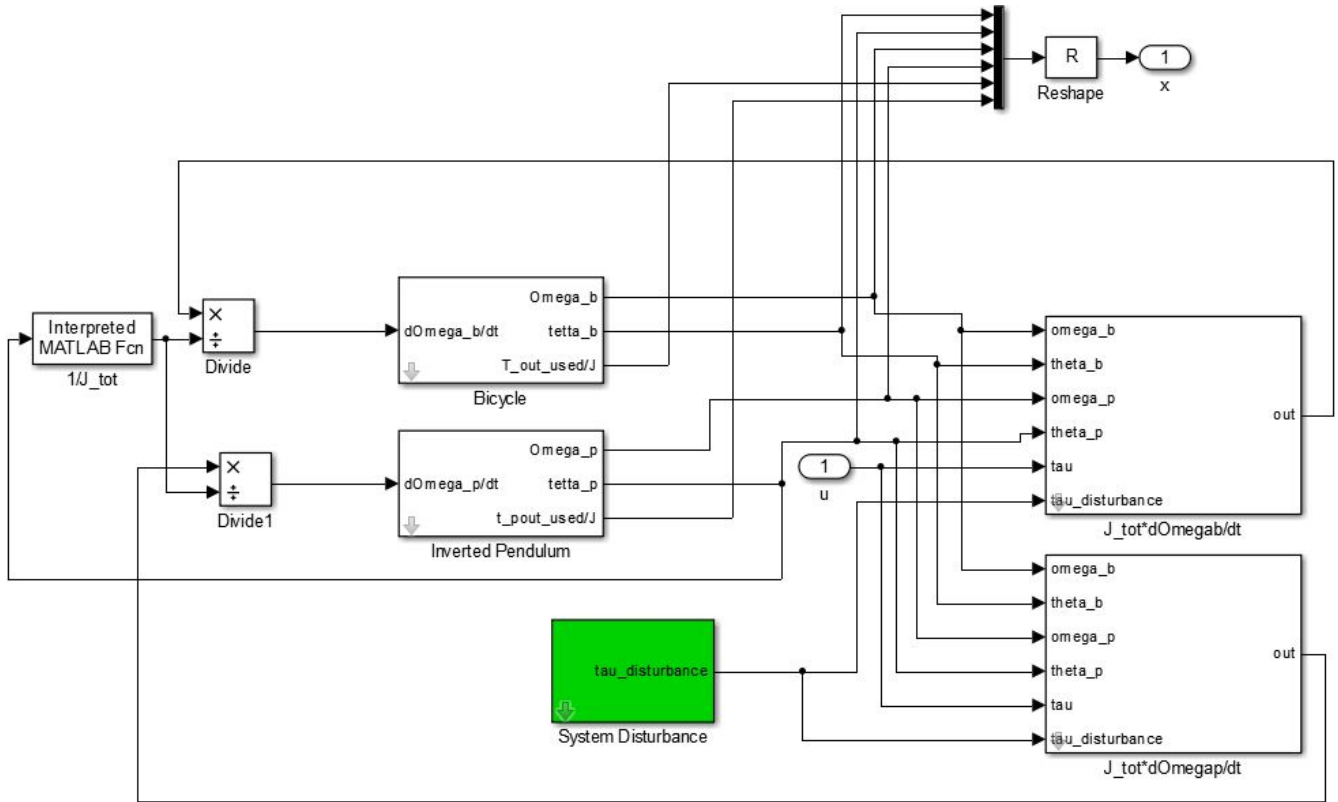 R
Reshape
1
x
Interpreted
MATLAB Fcn
1/J_tot
×
÷
Divide
dOmega_b/dt
Omega_b
tetta_b
T_out_used/J
Bicycle
×
÷
Divide1
dOmega_p/dt
Omega_p
tetta_p
t_pout_used/J
Inverted Pendulum
1
u
omega_b
theta_b
omega_p
theta_p
tau
tau_disturbance
out
J_tot*dOmegab/dt
tau_disturbance
System Disturbance
omega_b
theta_b
omega_p
theta_p
tau
tau_disturbance
out
J_tot*dOmegap/dt